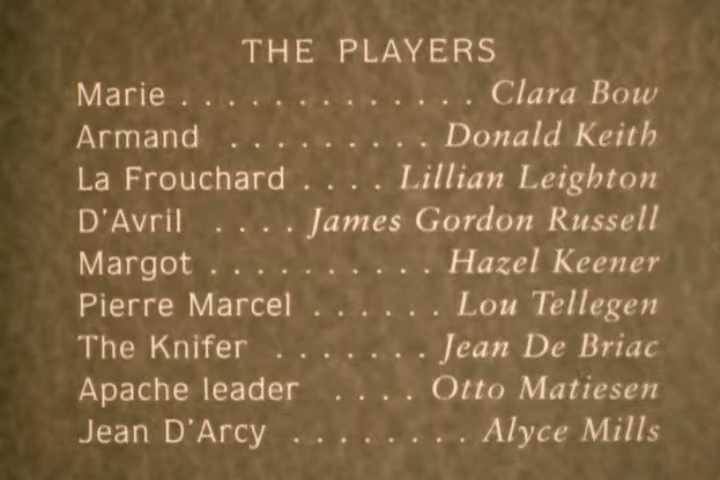 THE PLAYERS
Marie . . . . . . . . . . . . . Clara Bow
Armand . . . . . . . . . Donald Keith
La Frouchard . . . . Lillian Leighton
D'Avril . . . . James Gordon Russell
Margot . . . . . . . . . . Hazel Keener
Pierre Marcel . . . . . . Lou Tellegen
The Knifer . . . . . . . Jean De Briac
Apache leader . . . . Otto Matiesen
Jean D'Arcy . . . . . . . . Alyce Mills